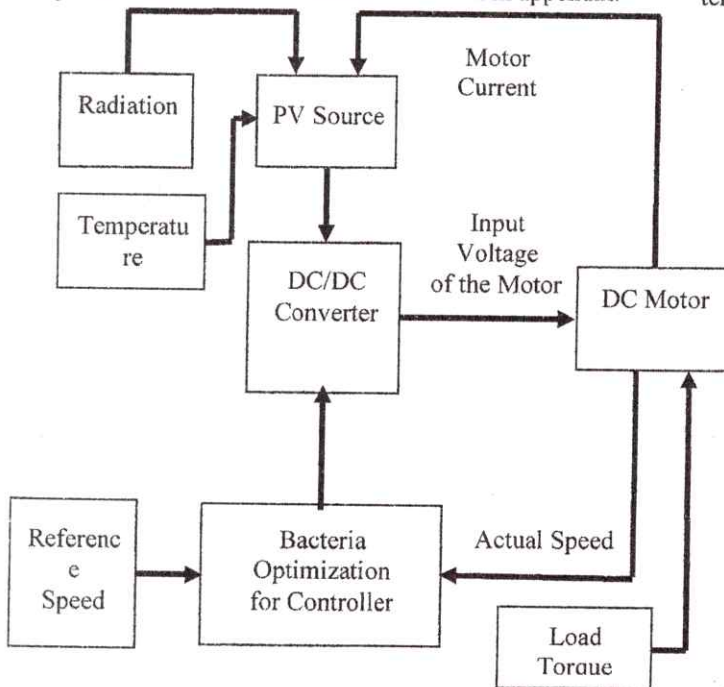 Motor
Current
Radiation
PV Source
Temperatu
re
Input
Voltage
of the Motor
DC/DC
Converter
DC Motor
Referenc
e
Speed
Bacteria
Optimization
for Controller
Actual Speed
Load
Torque